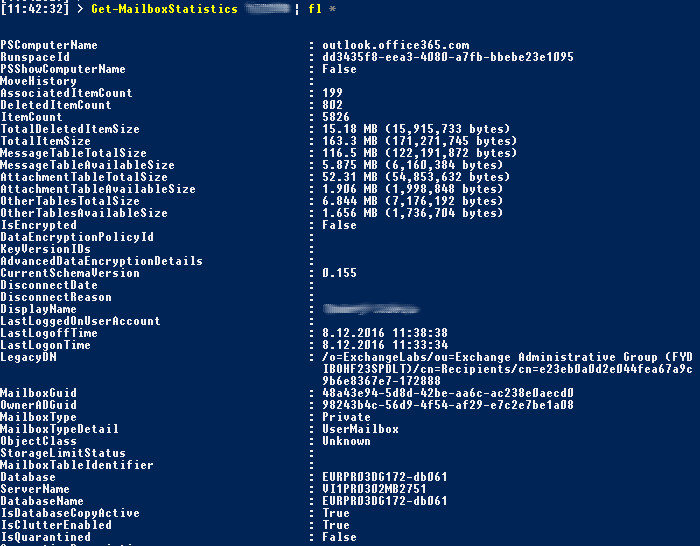 [11:42:32] > Get-MailboxStatistics | fl *
PSComputerName : outlook.office365.com
RunspaceId : dd3435f8-eea3-4080-a7fb-bbebe23e1095
PSShowComputerName : False
MoveHistory :
AssociatedItemCount : 199
DeletedItemCount : 802
ItemCount : 5826
TotalDeletedItemSize : 15.18 MB (15,915,733 bytes)
TotalItemSize : 163.3 MB (171,271,745 bytes)
MessageTableTotalSize : 116.5 MB (122,191,872 bytes)
MessageTableAvailableSize : 5.875 MB (6,160,384 bytes)
AttachmentTableTotalSize : 52.31 MB (54,853,632 bytes)
AttachmentTableAvailableSize : 1.906 MB (1,998,848 bytes)
OtherTablesTotalSize : 6.844 MB (7,176,192 bytes)
OtherTablesAvailableSize : 1.656 MB (1,736,704 bytes)
IsEncrypted : False
DataEncryptionPolicyId :
KeyVersionIDs :
AdvancedDataEncryptionDetails :
CurrentSchemaVersion : 0.155
DisconnectDate :
DisconnectReason :
DisplayName :
LastLoggedOnUserAccount :
LastLogoffTime : 8.12.2016 11:38:38
LastLogonTime : 8.12.2016 11:33:34
LegacyDN : /o=ExchangeLabs/ou=Exchange Administrative Group (FYD
IBOHF23SPDLT)/cn=Recipients/cn=e23eb0a0d2e044fea67a9c
9b6e8367e7-172888
MailboxGuid : 48a43e94-5d8d-42be-aa6c-ac238e0aecd0
OwnerADGuid : 98243b4c-56d9-4f54-af29-e7c2e7be1a08
MailboxType : Private
MailboxTypeDetail : UserMailbox
ObjectClass : Unknown
StorageLimitStatus :
MailboxTableIdentifier :
Database : EURPR03DG172-db061
ServerName : VI1PR0302MB2751
DatabaseName : EURPR03DG172-db061
IsDatabaseCopyActive : True
IsClutterEnabled : True
IsQuarantined : False